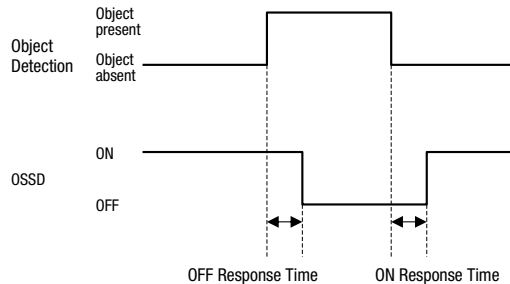 Object
present
Object
Detection
Object
absent
ON
OSSD
OFF
OFF Response Time
ON Response Time